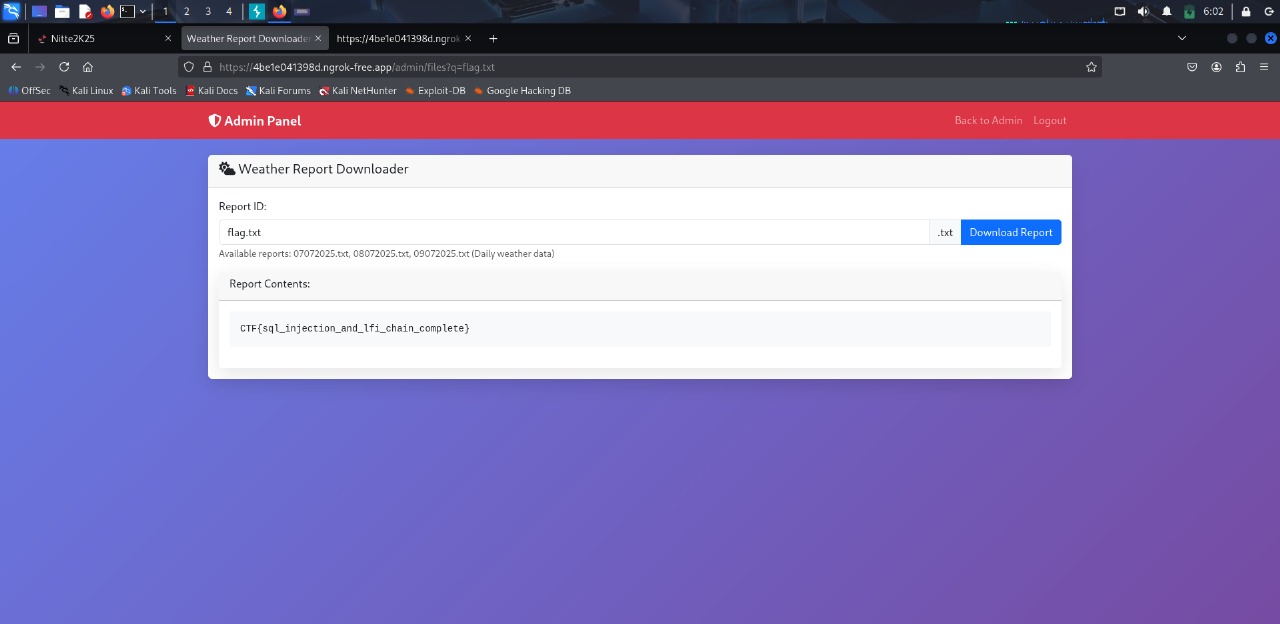 1 2 3 4 6:02
Nitte2K25 Weather Report Downloader https://4be1e041398d.ngrok
https://4be1e041398d.ngrok-free.app/admin/files?q=flag.txt
OffSec Kali Linux Kali Tools Kali Docs Kali Forums Kali NetHunter Exploit-DB Google Hacking DB
Admin Panel Back to Admin Logout
Weather Report Downloader
Report ID:
flag.txt .txt Download Report
Available reports: 07072025.txt, 08072025.txt, 09072025.txt (Daily weather data)
Report Contents:
CTF{sql_injection_and_lfi_chain_complete}